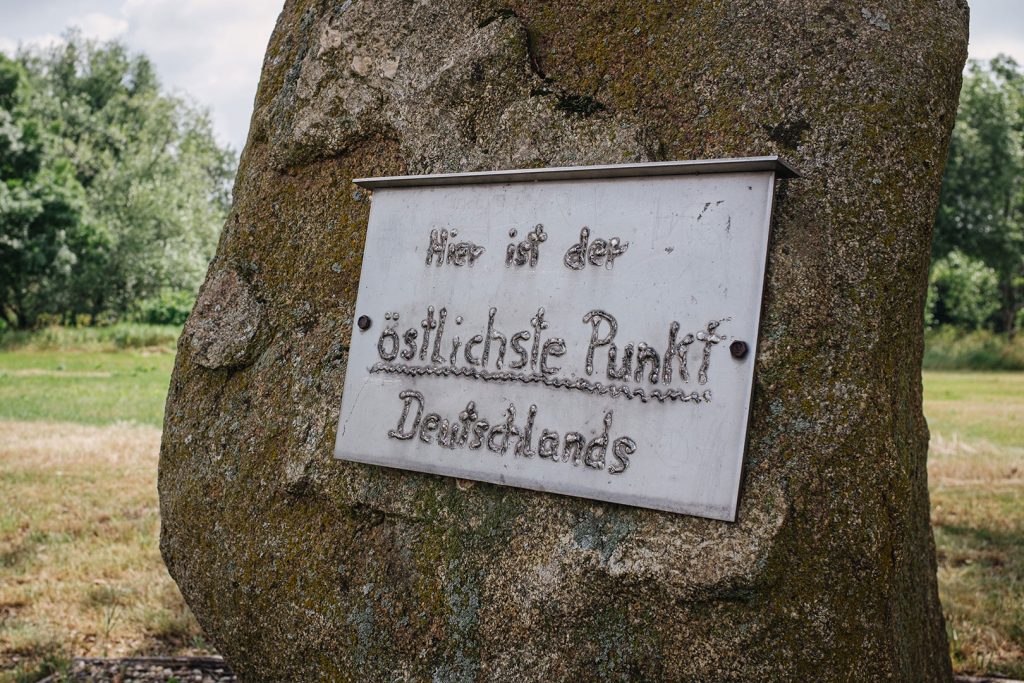 Hier ist der
östlichste Punkt
Deutschlands